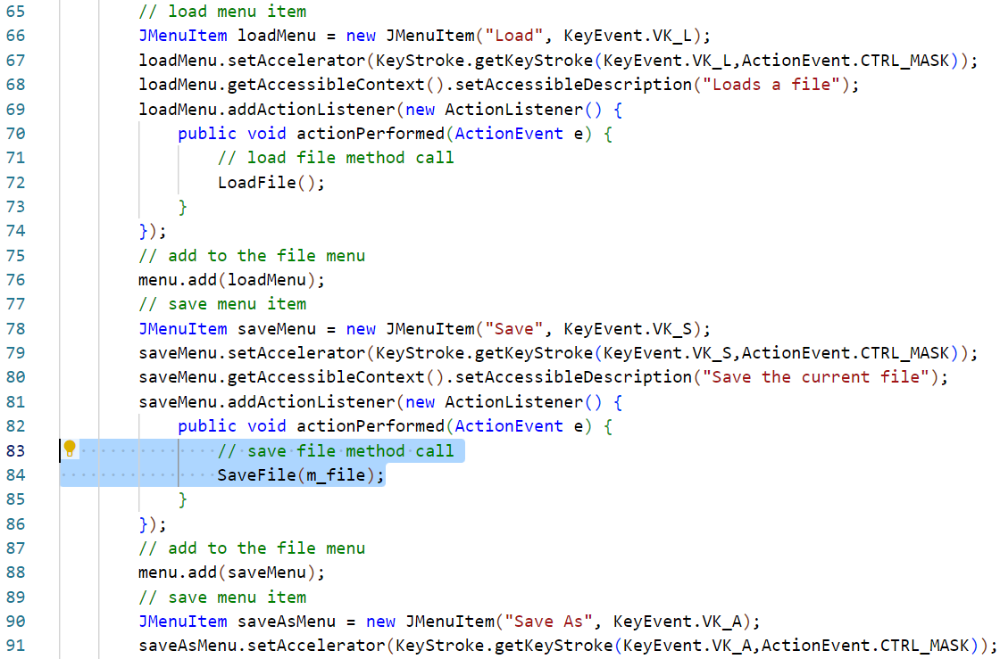 65 // load menu item
66 JMenuItem loadMenu = new JMenuItem("Load", KeyEvent.VK_L);
67 loadMenu.setAccelerator(KeyStroke.getKeyStroke(KeyEvent.VK_L,ActionEvent.CTRL_MASK));
68 loadMenu.getAccessibleContext().setAccessibleDescription("Loads a file");
69 loadMenu.addActionListener(new ActionListener() {
70 public void actionPerformed(ActionEvent e) {
71 // load file method call
72 LoadFile();
73 }
74 });
75 // add to the file menu
76 menu.add(loadMenu);
77 // save menu item
78 JMenuItem saveMenu = new JMenuItem("Save", KeyEvent.VK_S);
79 saveMenu.setAccelerator(KeyStroke.getKeyStroke(KeyEvent.VK_S,ActionEvent.CTRL_MASK));
80 saveMenu.getAccessibleContext().setAccessibleDescription("Save the current file");
81 saveMenu.addActionListener(new ActionListener() {
82 public void actionPerformed(ActionEvent e) {
83 // save file method call
84 SaveFile(m_file);
85 }
86 });
87 // add to the file menu
88 menu.add(saveMenu);
89 // save menu item
90 JMenuItem saveAsMenu = new JMenuItem("Save As", KeyEvent.VK_A);
91 saveAsMenu.setAccelerator(KeyStroke.getKeyStroke(KeyEvent.VK_A,ActionEvent.CTRL_MASK));